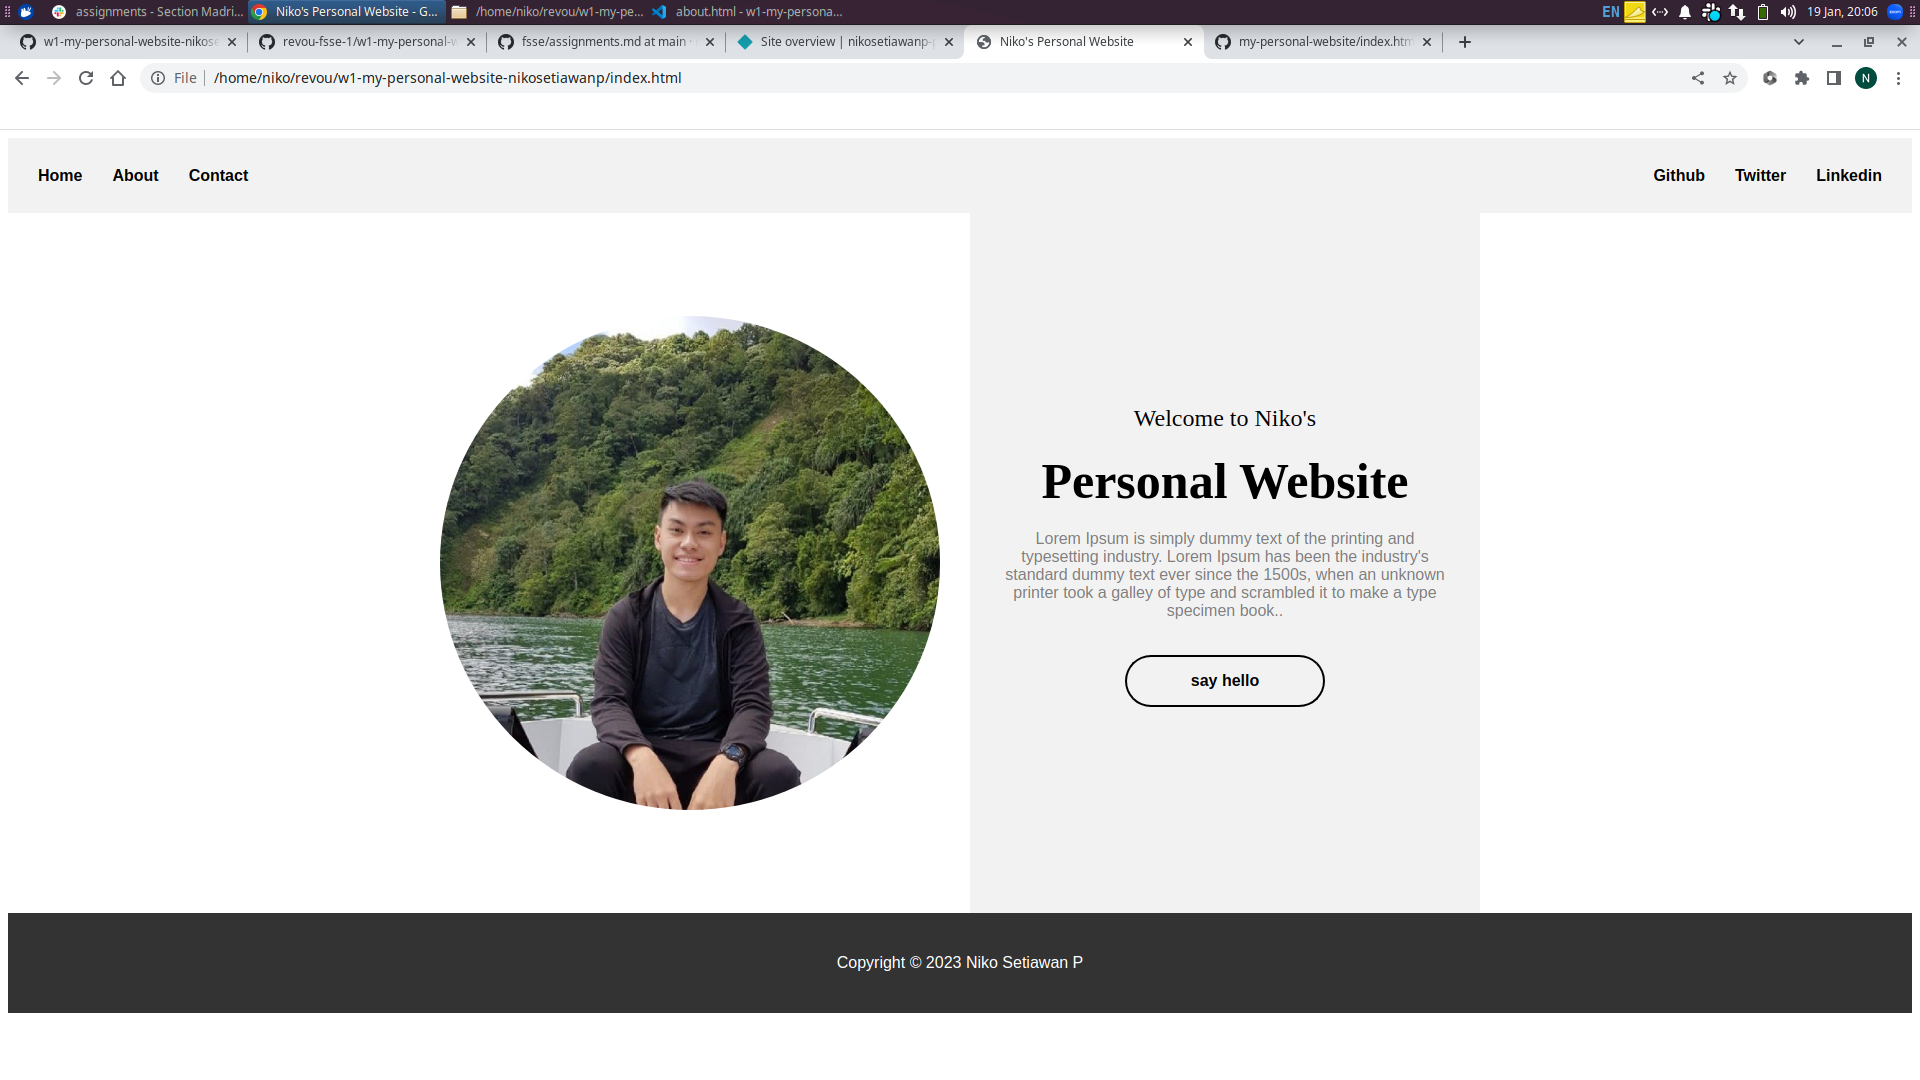 assignments - Section Madri...
Niko's Personal Website - G...
/home/niko/revou/w1-my-pe...
about.html - w1-my-persona...
EN
19 Jan, 20:06
w1-my-personal-website-nikose
revou-fsse-1/w1-my-personal-w
fsse/assignments.md at main ·
Site overview | nikosetiawanp-p
Niko's Personal Website
my-personal-website/index.htm
File
/home/niko/revou/w1-my-personal-website-nikosetiawanp/index.html
N
Home
About
Contact
Github
Twitter
Linkedin
Welcome to Niko's
Personal Website
Lorem Ipsum is simply dummy text of the printing and
typesetting industry. Lorem Ipsum has been the industry's
standard dummy text ever since the 1500s, when an unknown
printer took a galley of type and scrambled it to make a type
specimen book..
say hello
Copyright © 2023 Niko Setiawan P